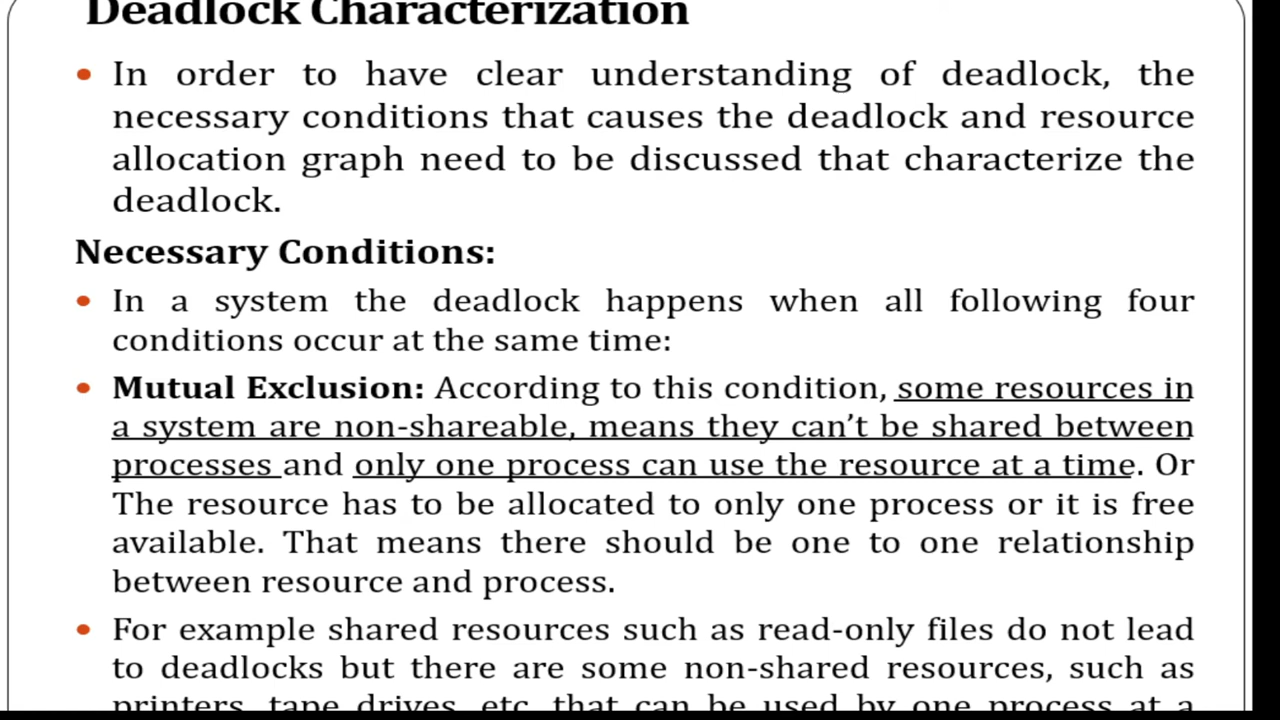 Deadlock Characterization
• In order to have clear understanding of deadlock, the
necessary conditions that causes the deadlock and resource
allocation graph need to be discussed that characterize the
deadlock.
Necessary Conditions:
• In a system the deadlock happens when all following four
conditions occur at the same time:
• Mutual Exclusion: According to this condition, some resources in
a system are non-shareable, means they can’t be shared between
processes and only one process can use the resource at a time. Or
The resource has to be allocated to only one process or it is free
available. That means there should be one to one relationship
between resource and process.
• For example shared resources such as read-only files do not lead
to deadlocks but there are some non-shared resources, such as
printers, tape drives, etc. that can be used by one process at a